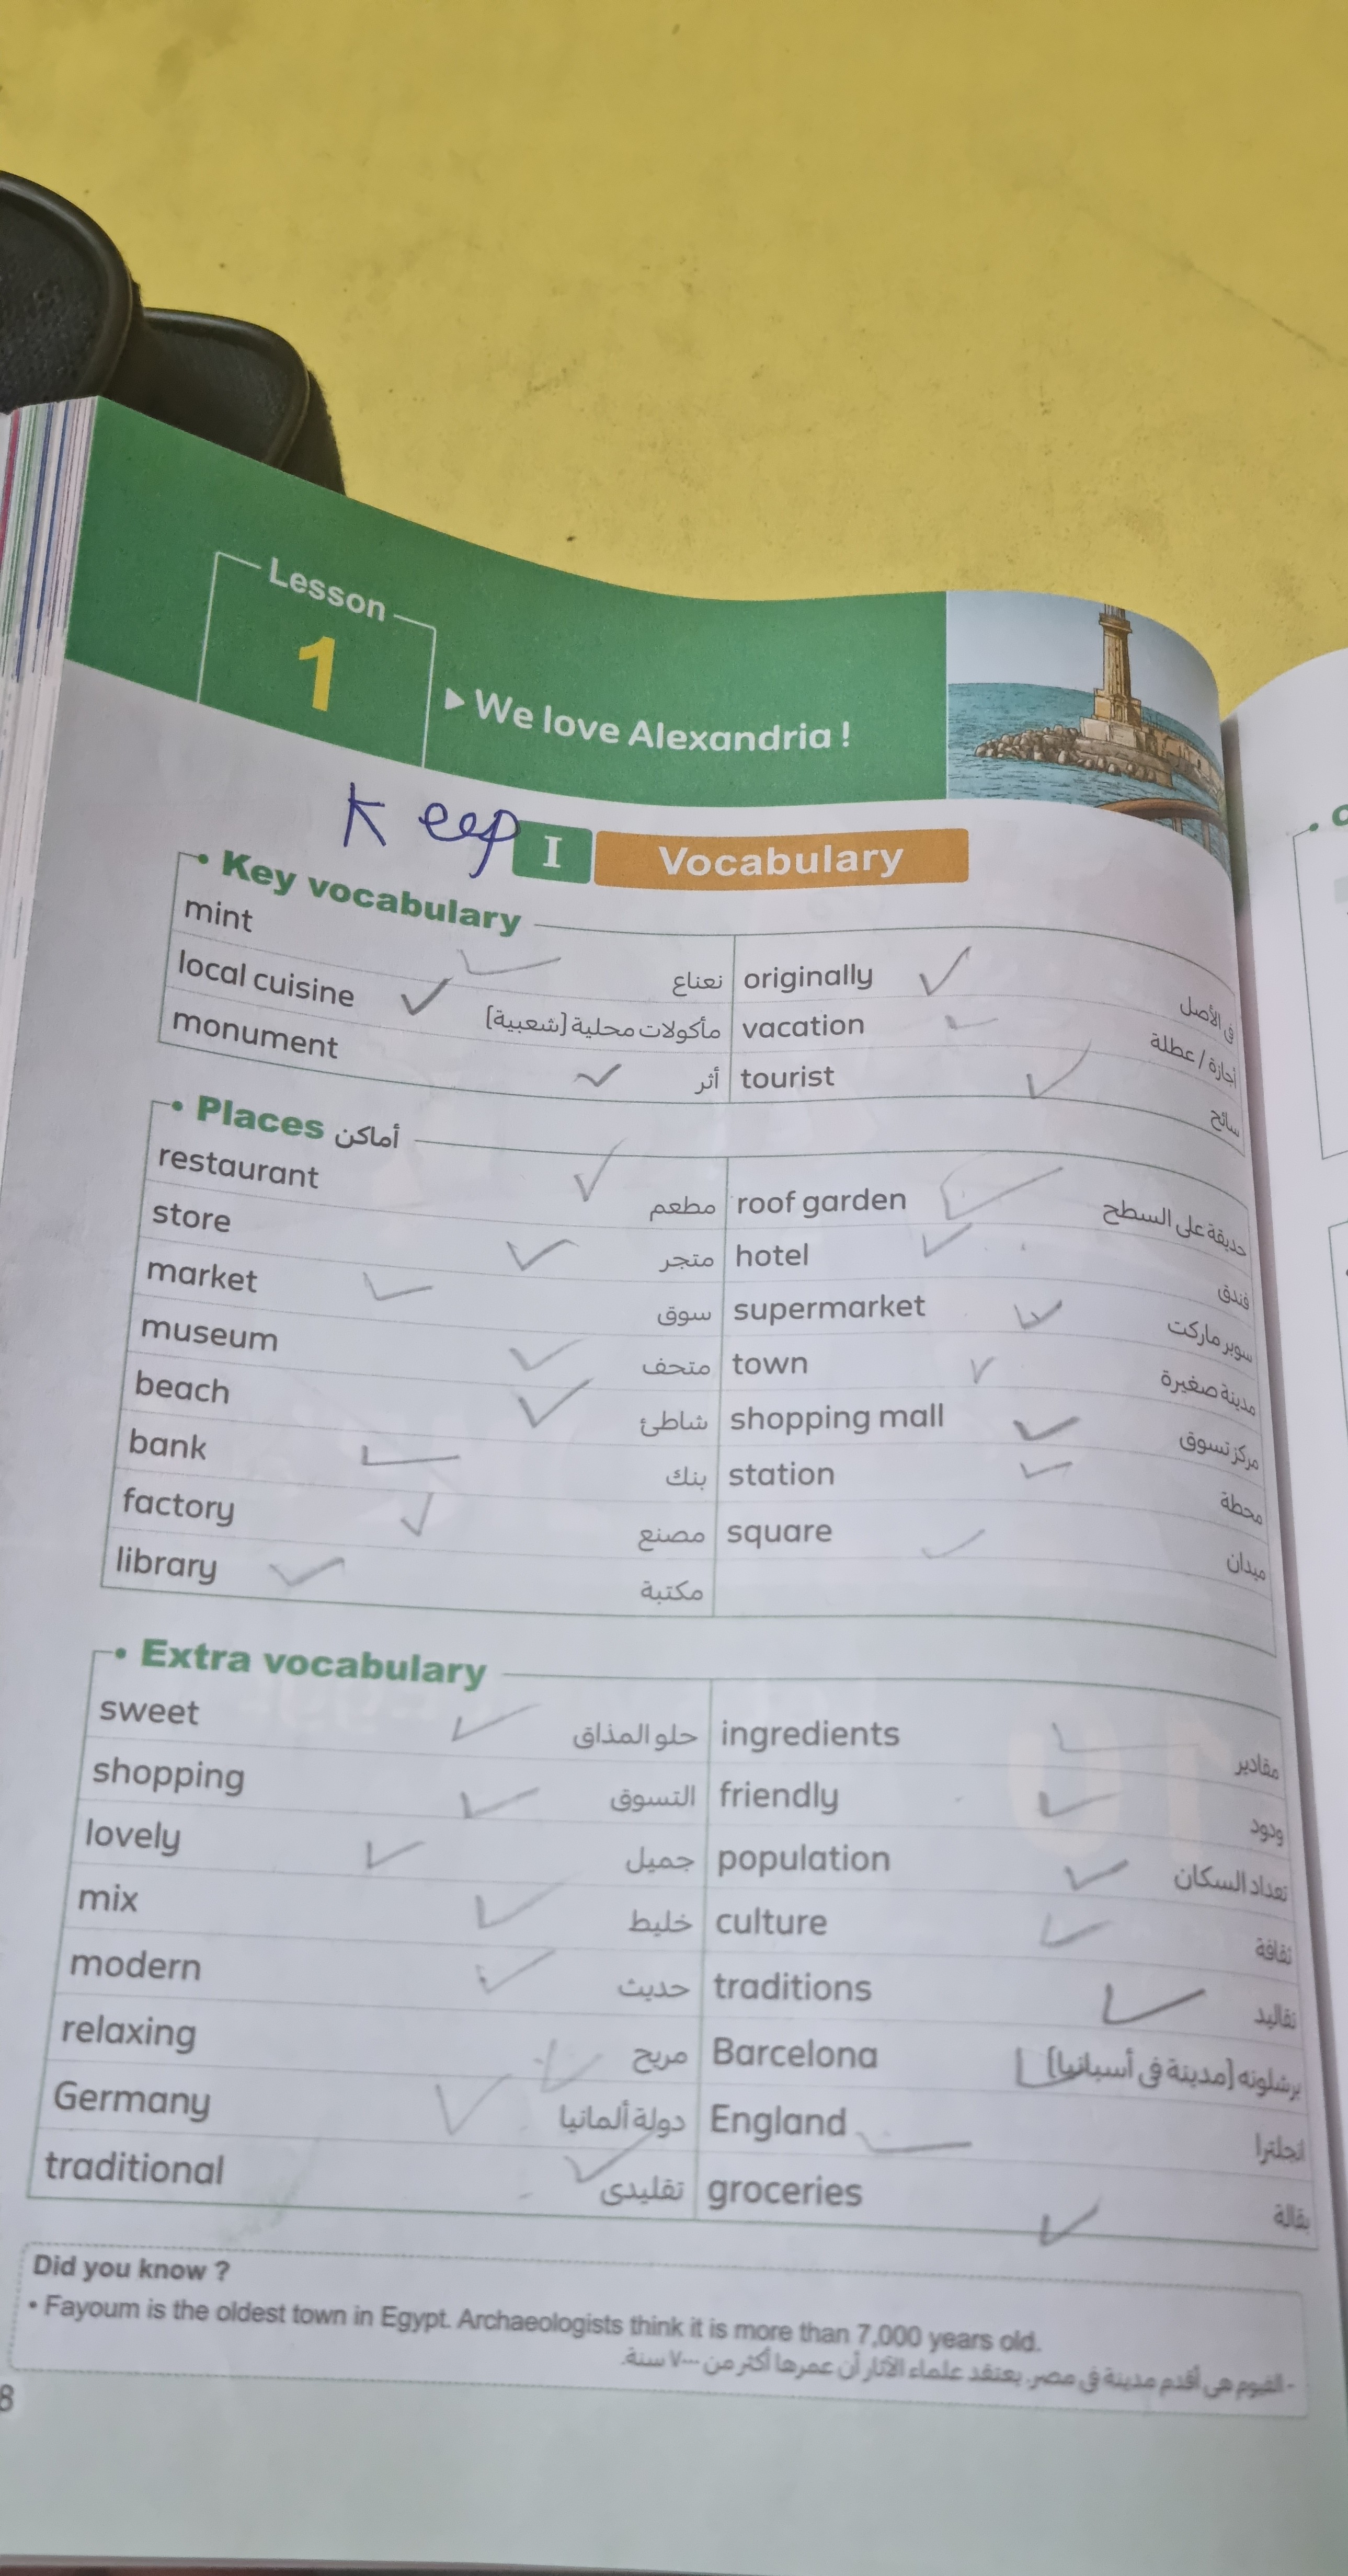 Lesson
1
We love Alexandria !
Keep
I Vocabulary
• Key vocabulary
mint نعناع originally فى الأصل
local cuisine مأكولات محلية (شعبية) vacation أجازة / عطلة
monument أثر tourist سائح
• Places أماكن
restaurant مطعم roof garden حديقة على السطح
store متجر hotel فندق
market سوق supermarket سوبر ماركت
museum متحف town مدينة صغيرة
beach شاطئ shopping mall مركز تسوق
bank بنك station محطة
factory مصنع square ميدان
library مكتبة
• Extra vocabulary
sweet حلو المذاق ingredients مقادير
shopping التسوق friendly ودود
lovely جميل population تعداد السكان
mix خليط culture ثقافة
modern حديث traditions تقاليد
relaxing مريح Barcelona برشلونه (مدينة فى أسبانيا)
Germany دولة ألمانيا England انجلترا
traditional تقليدى groceries بقالة
Did you know ?
• Fayoum is the oldest town in Egypt. Archaeologists think it is more than 7,000 years old.
- الفيوم هى أقدم مدينة فى مصر. يعتقد علماء الآثار أن عمرها أكثر من ٧٠٠٠ سنة.
8